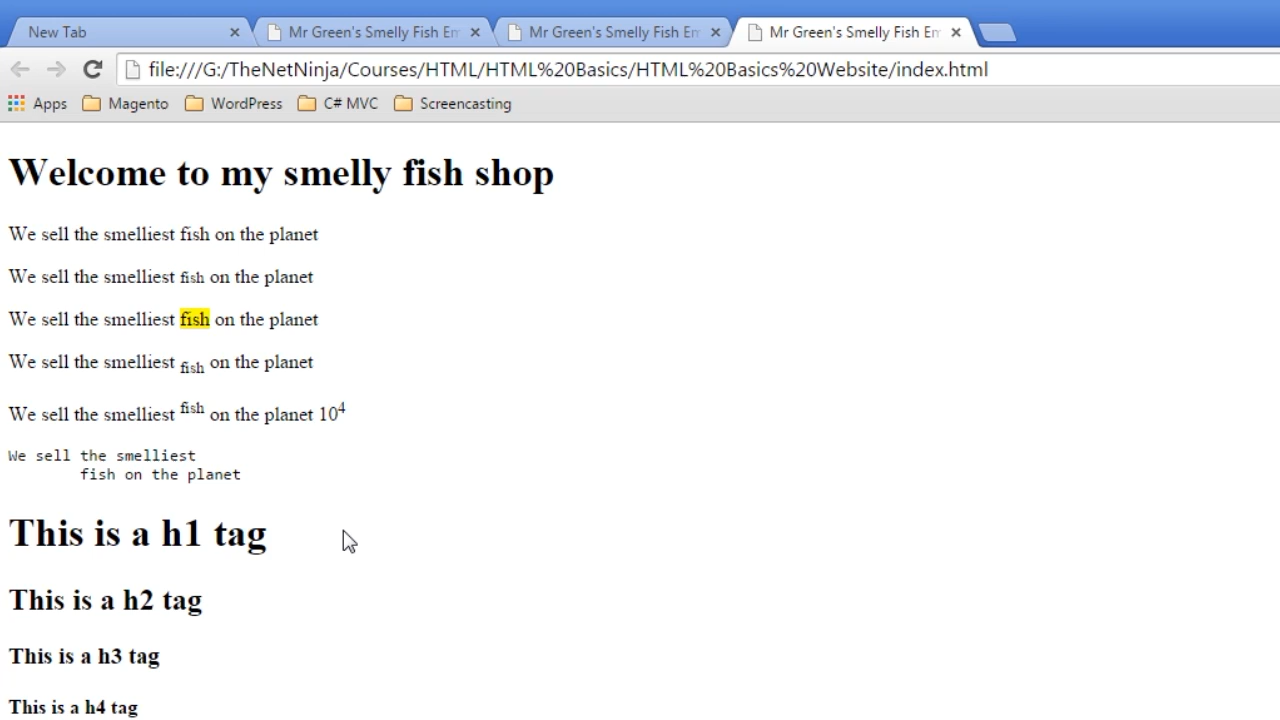 New Tab
Mr Green's Smelly Fish Em
Mr Green's Smelly Fish Em
Mr Green's Smelly Fish Em
file:///G:/TheNetNinja/Courses/HTML/HTML%20Basics/HTML%20Basics%20Website/index.html
Apps Magento WordPress C# MVC Screencasting
Welcome to my smelly fish shop
We sell the smelliest fish on the planet
We sell the smelliest fish on the planet
We sell the smelliest fish on the planet
We sell the smelliest fish on the planet
We sell the smelliest fish on the planet 10⁴
We sell the smelliest
fish on the planet
This is a h1 tag
This is a h2 tag
This is a h3 tag
This is a h4 tag